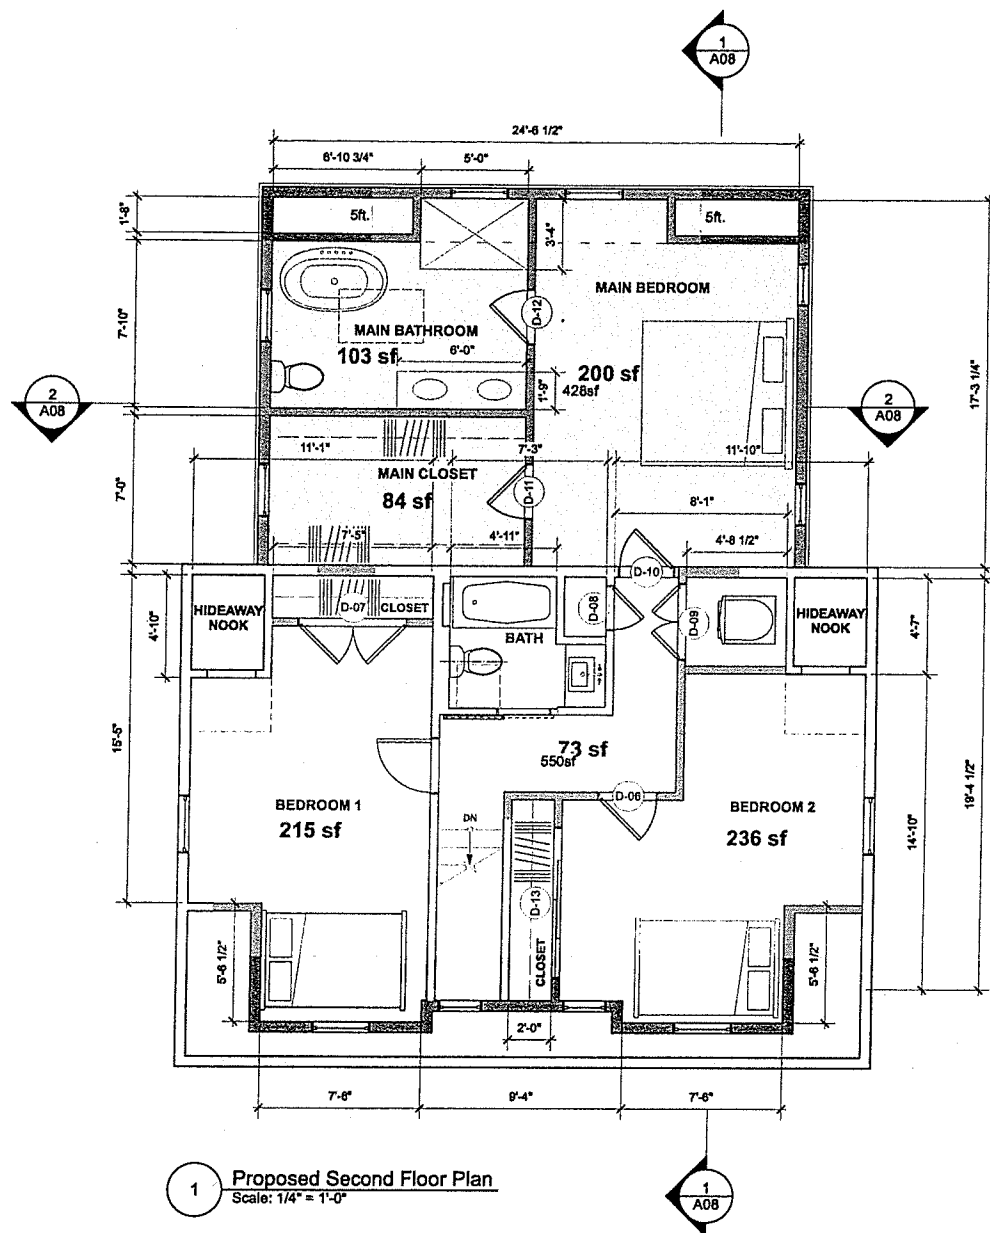 1
A08
24'-6 1/2"
6'-10 3/4"
5'-0"
1'-8"
5ft.
5ft.
3'-4"
MAIN BEDROOM
D-12
7'-10"
MAIN BATHROOM
103 sf
6'-0"
200 sf
428sf
1'-9"
17'-3 1/4"
2
A08
2
A08
11'-1"
7'-3"
11'-10"
MAIN CLOSET
84 sf
D-11
7'-0"
8'-1"
7'-5"
4'-11"
4'-8 1/2"
D-10
HIDEAWAY
NOOK
D-07
CLOSET
BATH
D-08
D-09
HIDEAWAY
NOOK
4'-10"
4'-7"
15'-5"
73 sf
550sf
D-06
BEDROOM 1
215 sf
DN
BEDROOM 2
236 sf
19'-4 1/2"
14'-10"
D-13
CLOSET
5'-6 1/2"
5'-6 1/2"
2'-0"
7'-6"
9'-4"
7'-6"
1
Proposed Second Floor Plan
Scale: 1/4" = 1'-0"
1
A08